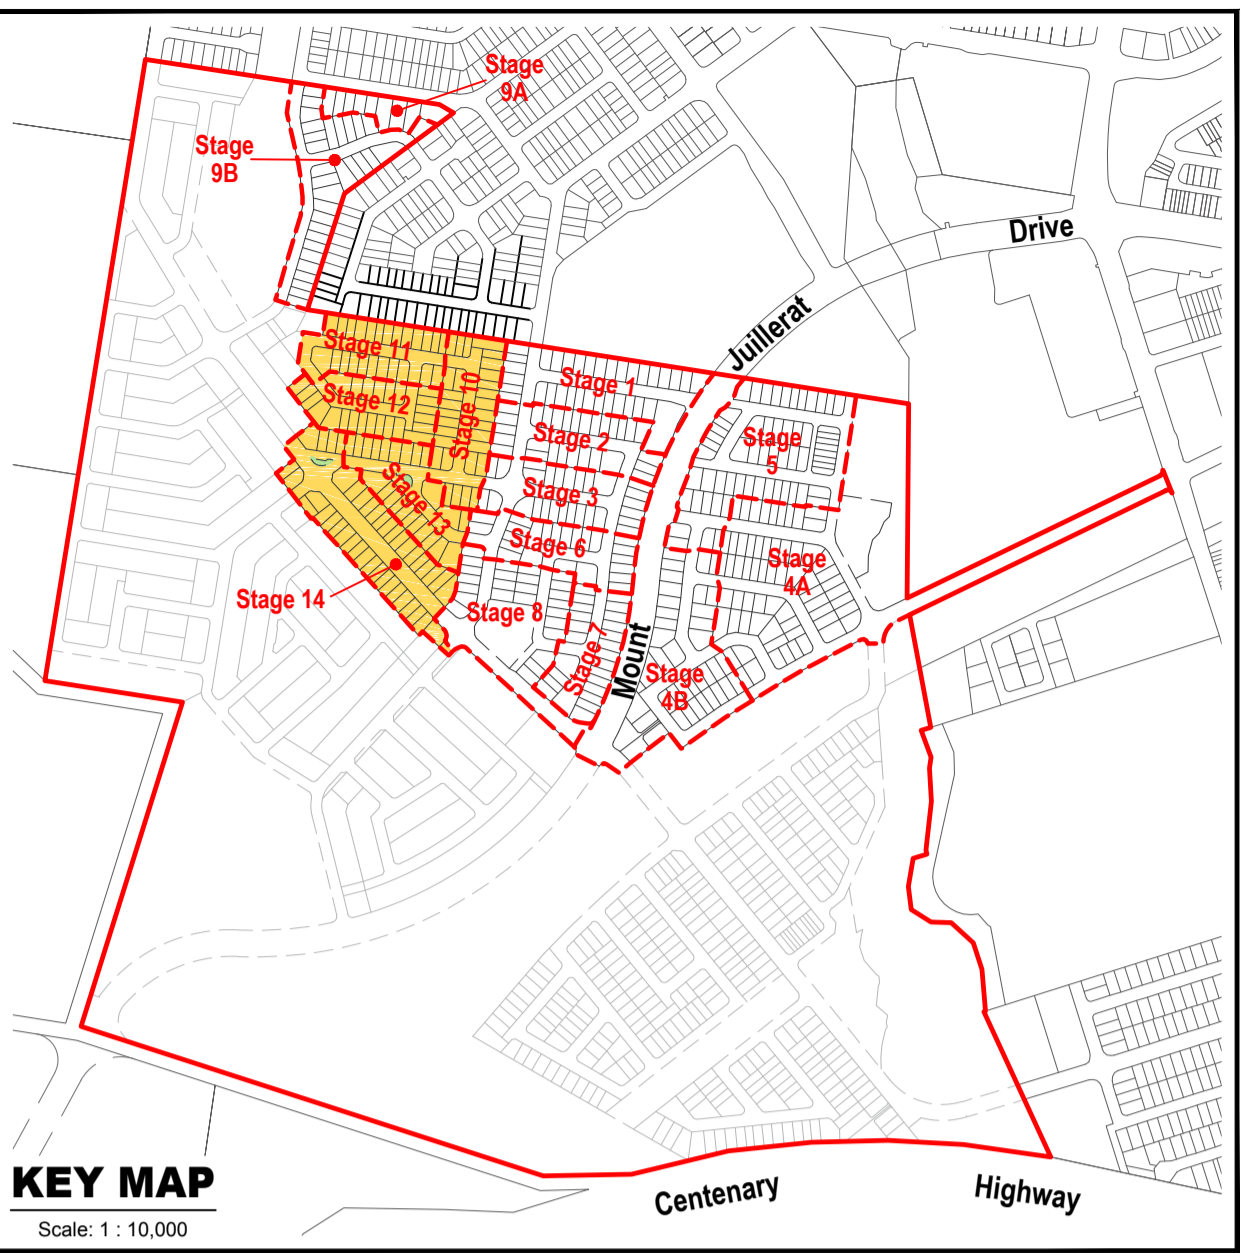 Stage
9A
Stage
9B
Drive
Juillerat
Stage 11
Stage 12
Stage 10
Stage 1
Stage 2
Stage
5
Stage 3
Stage 13
Stage 6
Stage
4A
Stage 14
Stage 8
Stage 7
Mount
Stage
4B
KEY MAP
Scale: 1 : 10,000
Centenary
Highway